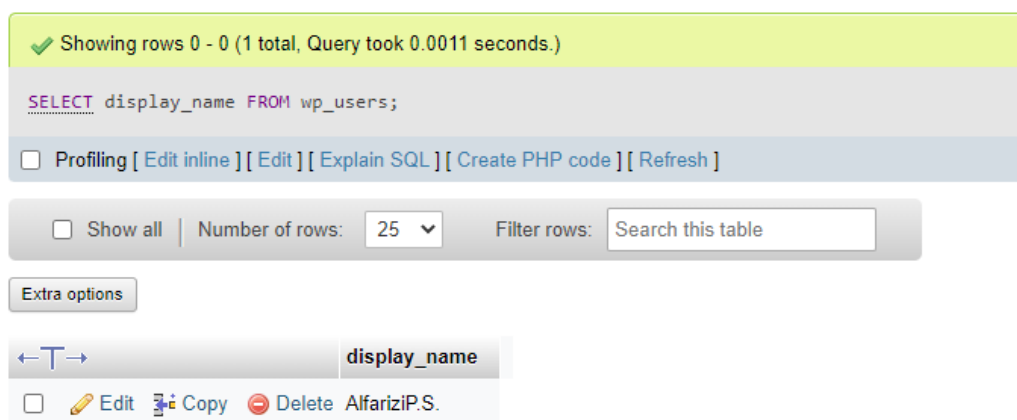 Showing rows 0 - 0 (1 total, Query took 0.0011 seconds.)
SELECT display_name FROM wp_users;
Profiling [ Edit inline ] [ Edit ] [ Explain SQL ] [ Create PHP code ] [ Refresh ]
Show all | Number of rows: 25 Filter rows: Search this table
Extra options
←T→ display_name
Edit Copy Delete AlfariziP.S.